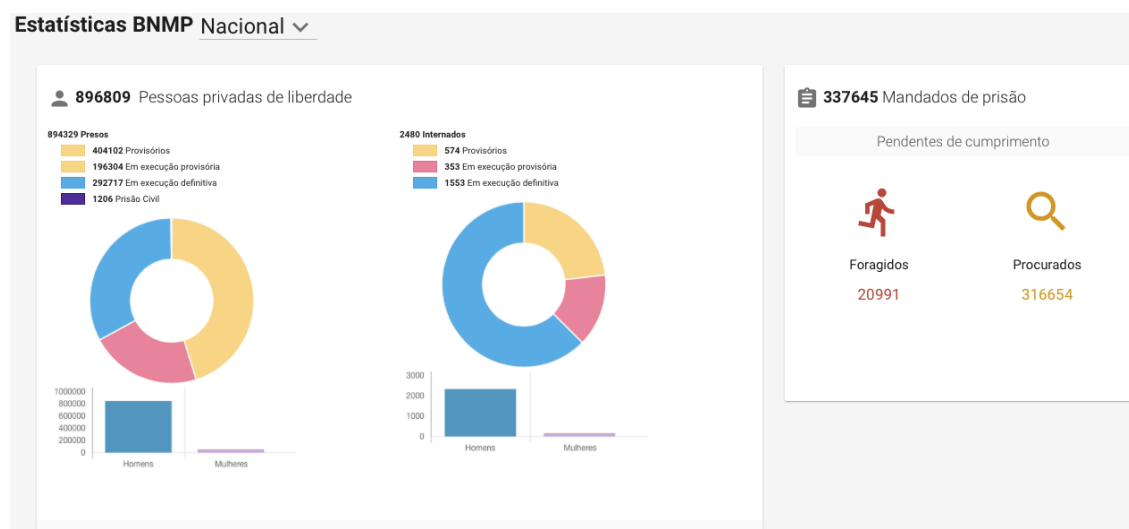 Estatísticas BNMP Nacional
896809 Pessoas privadas de liberdade
894329 Presos
404102 Provisórios
196304 Em execução provisória
292717 Em execução definitiva
1206 Prisão Civil
1000000
800000
600000
400000
200000
0
Homens Mulheres
2480 Internados
574 Provisórios
353 Em execução provisória
1553 Em execução definitiva
3000
2000
1000
0
Homens Mulheres
337645 Mandados de prisão
Pendentes de cumprimento
Foragidos Procurados
20991 316654